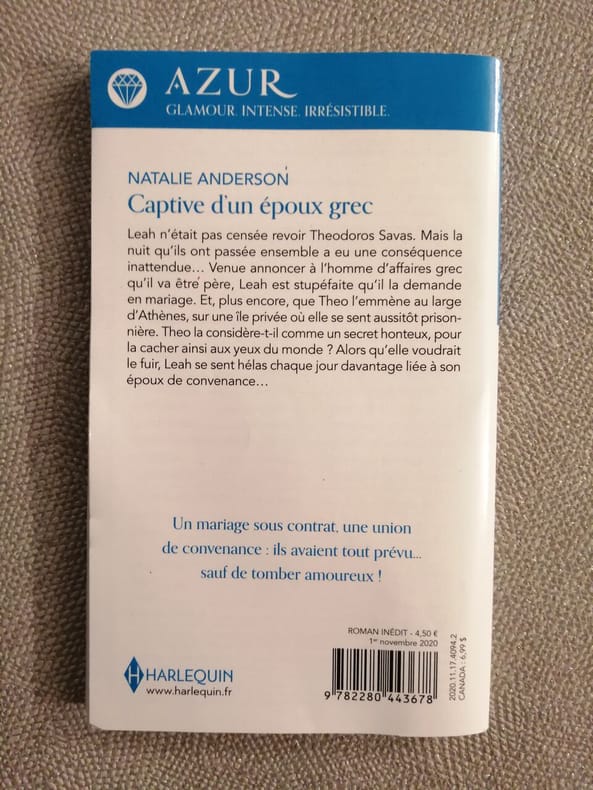 AZUR
GLAMOUR. INTENSE. IRRÉSISTIBLE.
NATALIE ANDERSON
Captive d'un époux grec
Leah n'était pas censée revoir Theodoros Savas. Mais la
nuit qu'ils ont passée ensemble a eu une conséquence
inattendue... Venue annoncer à l'homme d'affaires grec
qu'il va être père, Leah est stupéfaite qu'il la demande
en mariage. Et, plus encore, que Theo l'emmène au large
d'Athènes, sur une île privée où elle se sent aussitôt prison-
nière. Theo la considère-t-il comme un secret honteux, pour
la cacher ainsi aux yeux du monde ? Alors qu'elle voudrait
le fuir, Leah se sent hélas chaque jour davantage liée à son
époux de convenance...
Un mariage sous contrat, une union
de convenance : ils avaient tout prévu...
sauf de tomber amoureux !
ROMAN INÉDIT - 4,50 €
1er novembre 2020
HARLEQUIN
www.harlequin.fr
9 782280 443678
2020.11.17.4094.2
CANADA : 6,99 $